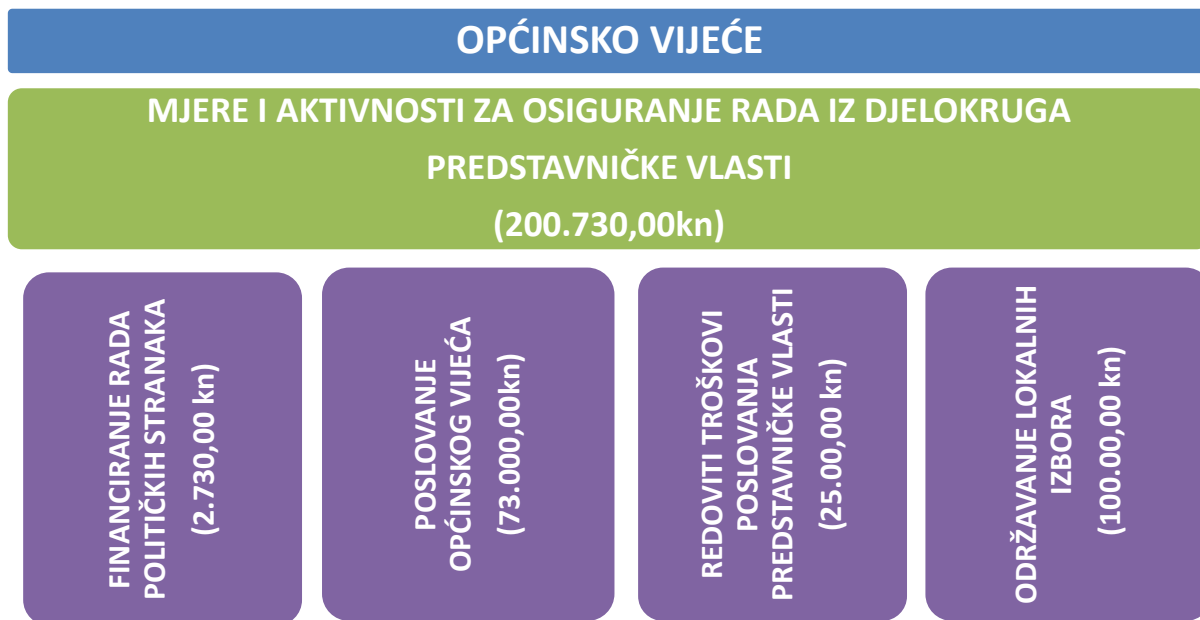 OPĆINSKO VIJEĆE
MJERE I AKTIVNOSTI ZA OSIGURANJE RADA IZ DJELOKRUGA
PREDSTAVNIČKE VLASTI
(200.730,00kn)
FINANCIRANJE RADA
POLITIČKIH STRANAKA
(2.730,00 kn)
POSLOVANJE
OPĆINSKOG VIJEĆA
(73.000,00kn)
REDOVITI TROŠKOVI
POSLOVANJA
PREDSTAVNIČKE VLASTI
(25.00,00 kn)
ODRŽAVANJE LOKALNIH
IZBORA
(100.00,00 kn)